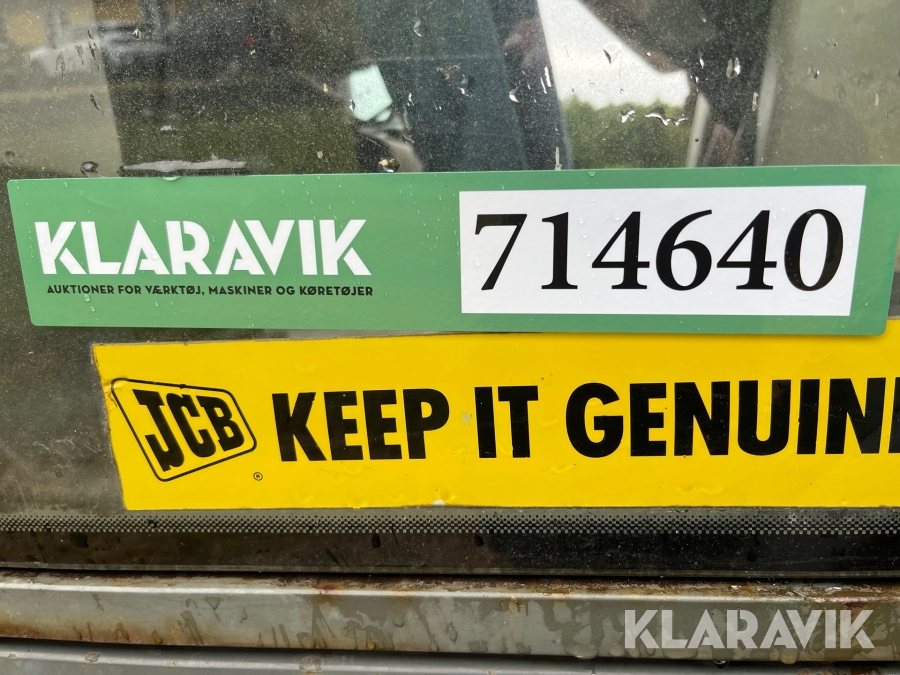 KLARAVIK
AUKTIONER FOR VÆRKTØJ, MASKINER OG KØRETØJER
714640
JCB ® KEEP IT GENUIN
KLARAVIK